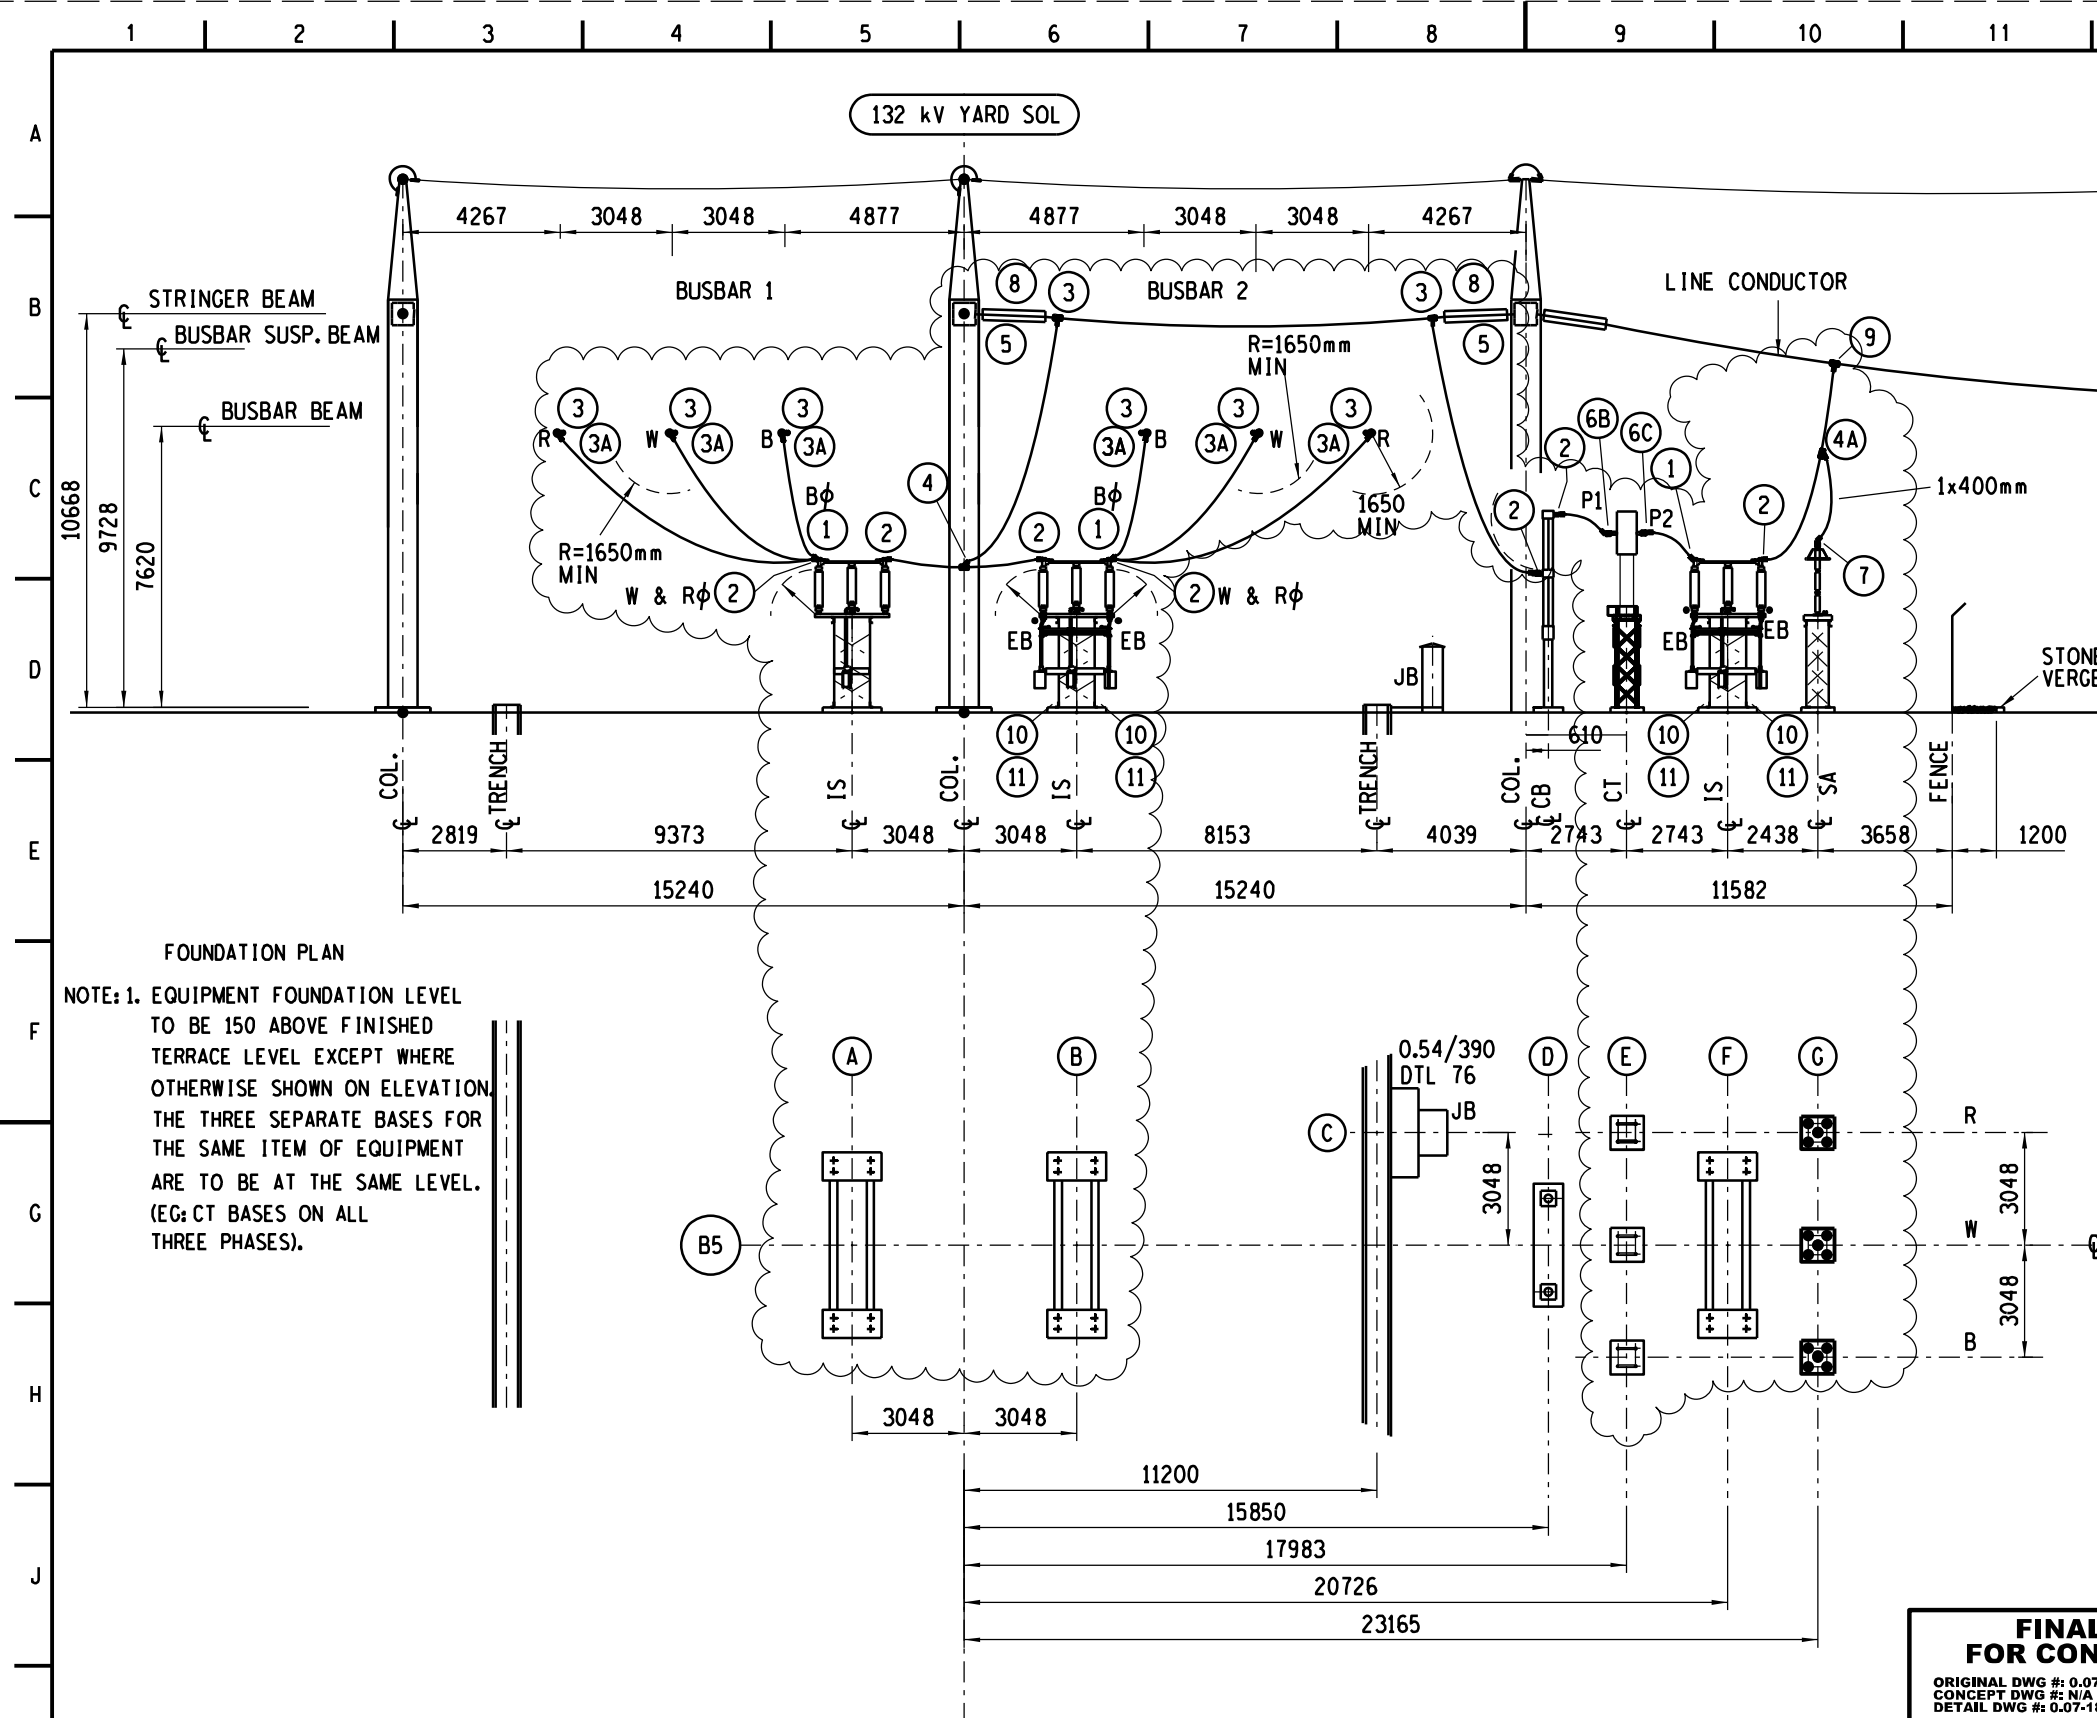 1 2 3 4 5 6 7 8 9 10 11
A
B
C
D
E
F
G
H
J
132 kV YARD SOL
4267 3048 3048 4877 4877 3048 3048 4267
STRINGER BEAM
BUSBAR SUSP. BEAM
BUSBAR BEAM
BUSBAR 1
BUSBAR 2
LINE CONDUCTOR
8 3 3 8
5 5
9
R=1650mm
MIN
3 3 3 3 3 3
R 3A W 3A B 3A 3A B 3A W 3A R
6B 6C
2 1
4A
P1 P2
10668
9728
7620
Bϕ
1 2
4
2
Bϕ
1
1650
MIN
2
2
1x400mm
R=1650mm
MIN
W & Rϕ 2
2 W & Rϕ
7
EB EB
EB EB
JB
STONE
VERGE
10 10
11 11
610
10 10
11 11
COL.
TRENCH
IS
COL.
IS
TRENCH
COL.
CB
CT
IS
SA
FENCE
2819 9373 3048 3048 8153 4039 2743 2743 2438 3658 1200
15240 15240 11582
FOUNDATION PLAN
NOTE: 1. EQUIPMENT FOUNDATION LEVEL
TO BE 150 ABOVE FINISHED
TERRACE LEVEL EXCEPT WHERE
OTHERWISE SHOWN ON ELEVATION.
THE THREE SEPARATE BASES FOR
THE SAME ITEM OF EQUIPMENT
ARE TO BE AT THE SAME LEVEL.
(EG: CT BASES ON ALL
THREE PHASES).
A B D E F G
0.54/390
DTL 76
JB
C
R
3048
3048
B5
W
3048
B
3048 3048
11200
15850
17983
20726
23165
FINAL
FOR CON
ORIGINAL DWG #: 0.07
CONCEPT DWG #: N/A
DETAIL DWG #: 0.07-18